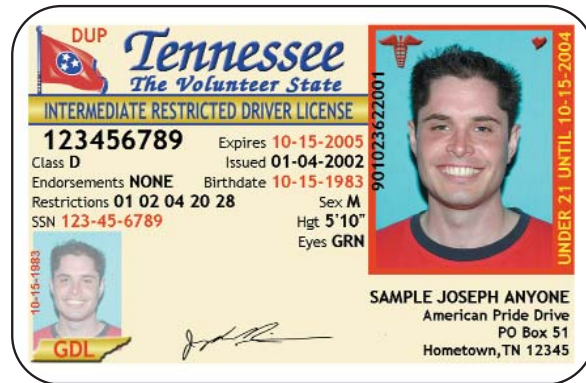 DUP
Tennessee
The Volunteer State
INTERMEDIATE RESTRICTED DRIVER LICENSE
123456789
Expires 10-15-2005
Class D
Issued 01-04-2002
Endorsements NONE
Birthdate 10-15-1983
Restrictions 01 02 04 20 28
Sex M
SSN 123-45-6789
Hgt 5'10"
Eyes GRN
9010236222001
UNDER 21 UNTIL 10-15-2004
10-15-1983
GDL
SAMPLE JOSEPH ANYONE
American Pride Drive
PO Box 51
Hometown,TN 12345